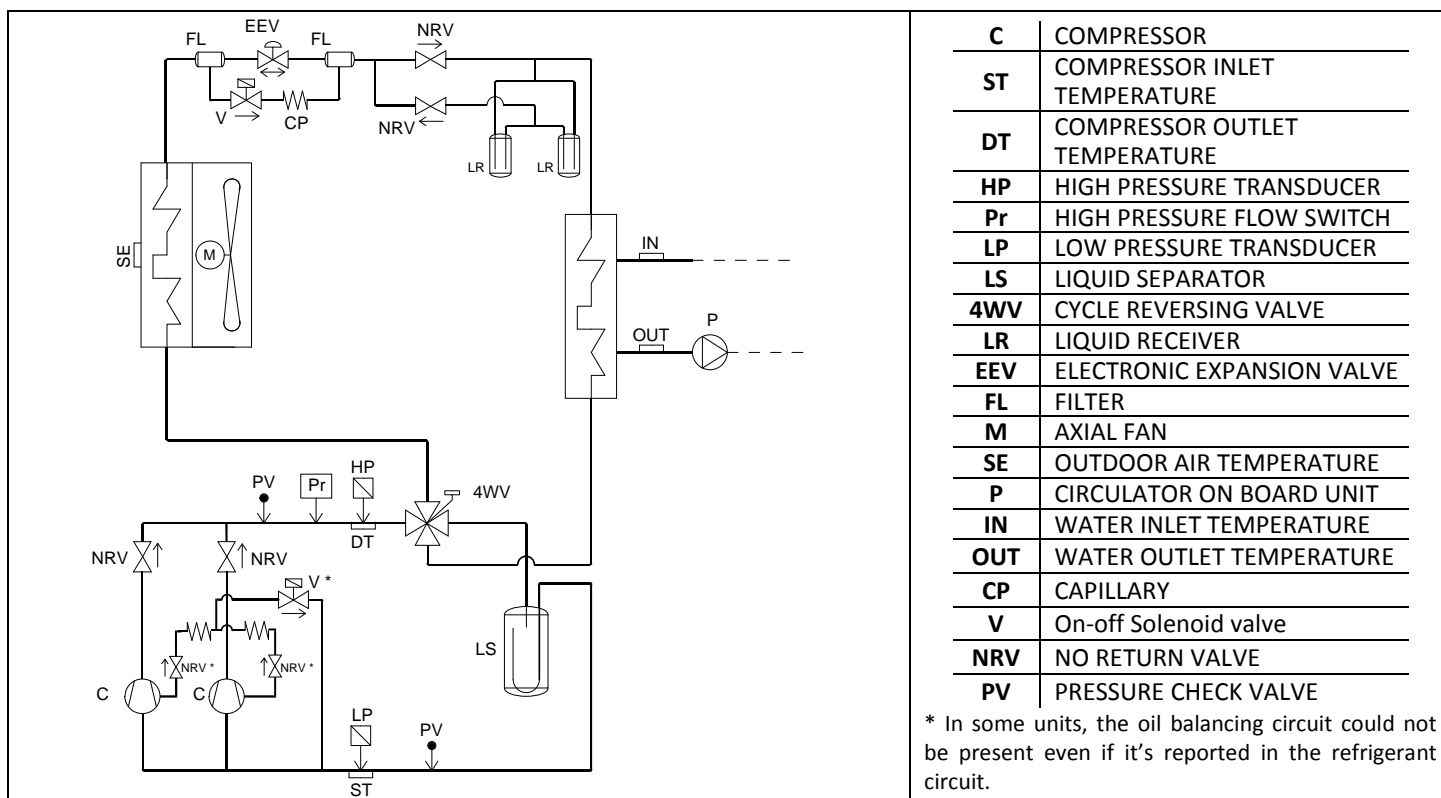 EEV
NRV
FL
FL
V
CP
NRV
LR
LR
SE
M
IN
OUT
P
HP
PV
Pr
4WV
DT
NRV
NRV
V *
LS
NRV *
NRV *
C
C
LP
PV
ST
C COMPRESSOR
ST COMPRESSOR INLET
TEMPERATURE
DT COMPRESSOR OUTLET
TEMPERATURE
HP HIGH PRESSURE TRANSDUCER
Pr HIGH PRESSURE FLOW SWITCH
LP LOW PRESSURE TRANSDUCER
LS LIQUID SEPARATOR
4WV CYCLE REVERSING VALVE
LR LIQUID RECEIVER
EEV ELECTRONIC EXPANSION VALVE
FL FILTER
M AXIAL FAN
SE OUTDOOR AIR TEMPERATURE
P CIRCULATOR ON BOARD UNIT
IN WATER INLET TEMPERATURE
OUT WATER OUTLET TEMPERATURE
CP CAPILLARY
V On-off Solenoid valve
NRV NO RETURN VALVE
PV PRESSURE CHECK VALVE
* In some units, the oil balancing circuit could not
be present even if it's reported in the refrigerant
circuit.